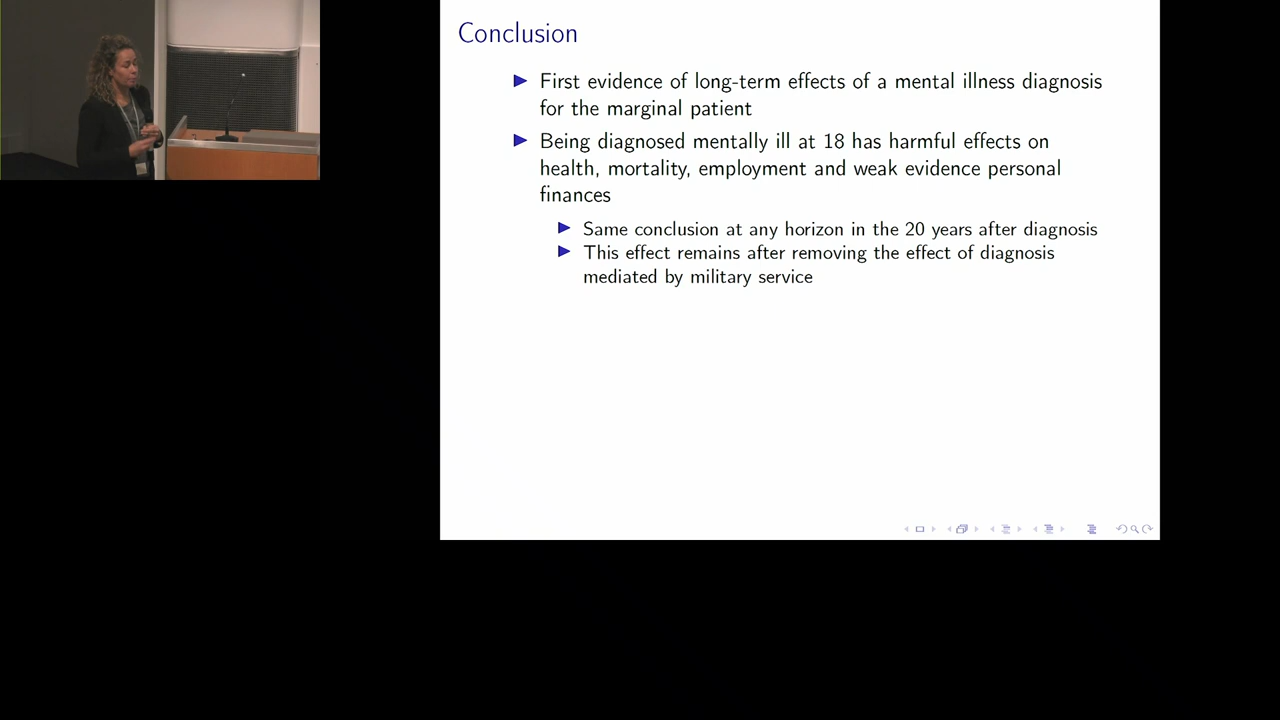 Conclusion
First evidence of long-term effects of a mental illness diagnosis
for the marginal patient
Being diagnosed mentally ill at 18 has harmful effects on
health, mortality, employment and weak evidence personal
finances
Same conclusion at any horizon in the 20 years after diagnosis
This effect remains after removing the effect of diagnosis
mediated by military service